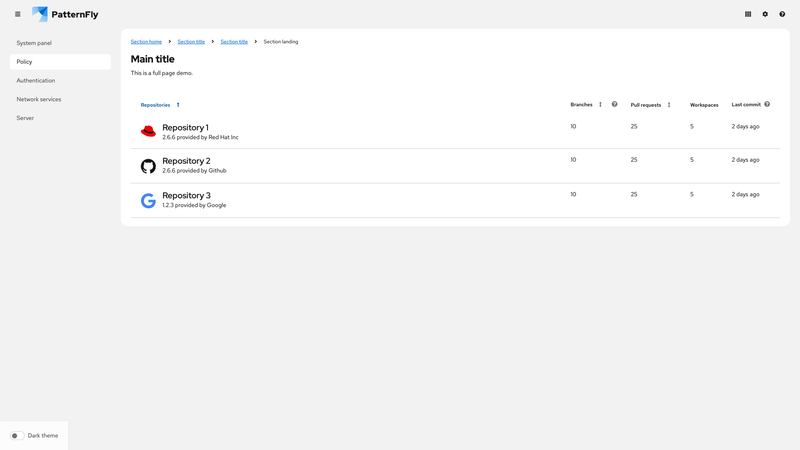 PatternFly
System panel
Policy
Authentication
Network services
Server
Section home
Section title
Section title
Section landing
Main title
This is a full page demo.
Repositories
Branches
Pull requests
Workspaces
Last commit
Repository 1
2.6.6 provided by Red Hat Inc
10
25
5
2 days ago
Repository 2
2.6.6 provided by Github
10
25
5
2 days ago
Repository 3
1.2.3 provided by Google
10
25
5
2 days ago
Dark theme